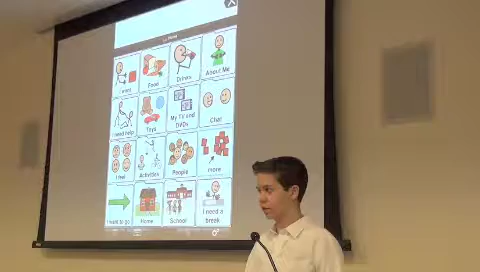 Home
I want
Food
Drinks
About Me
I need help
Toys
My TV and
DVDs
Chat
I feel
Activities
People
more
I want to go
Home
School
I need a
break